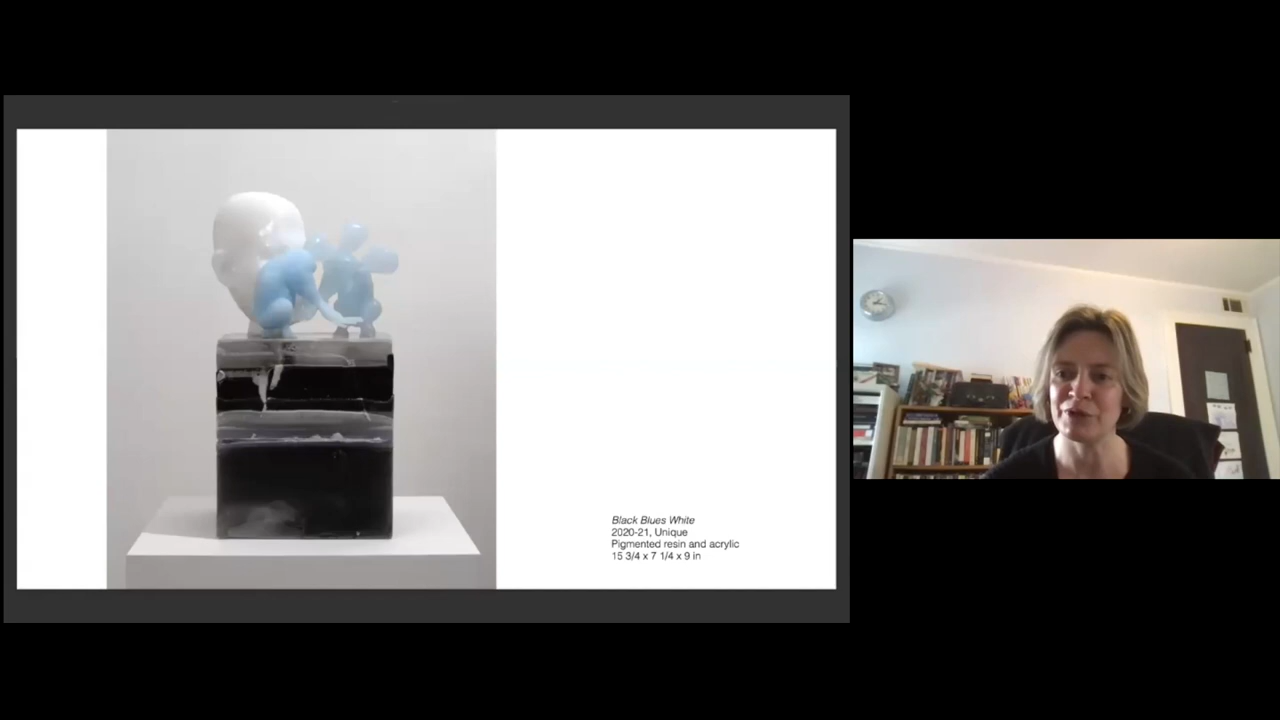 Black Blues White
2020-21, Unique
Pigmented resin and acrylic
15 3/4 x 7 1/4 x 9 in